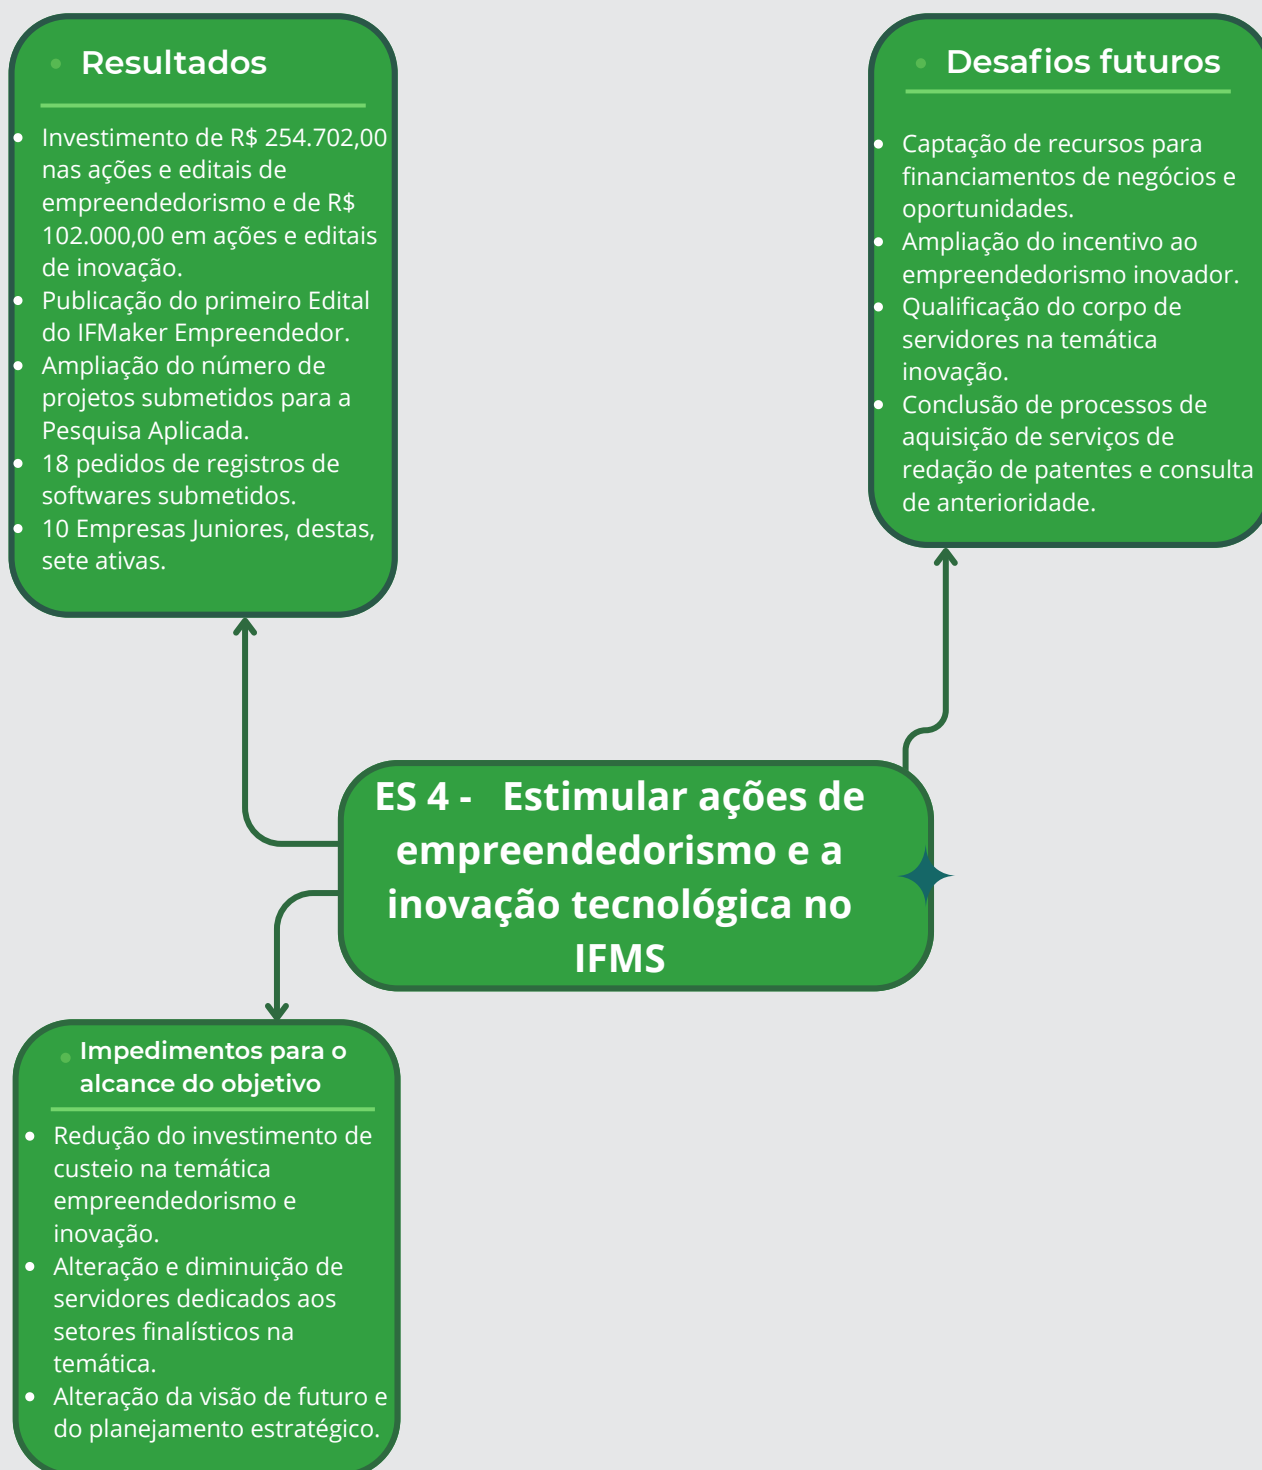 Resultados
Investimento de R$ 254.702,00
nas ações e editais de
empreendedorismo e de R$
102.000,00 em ações e editais
de inovação.
Publicação do primeiro Edital
do IFMaker Empreendedor.
Ampliação do número de
projetos submetidos para a
Pesquisa Aplicada.
18 pedidos de registros de
softwares submetidos.
10 Empresas Juniores, destas,
sete ativas.
Desafios futuros
Captação de recursos para
financiamentos de negócios e
oportunidades.
Ampliação do incentivo ao
empreendedorismo inovador.
Qualificação do corpo de
servidores na temática
inovação.
Conclusão de processos de
aquisição de serviços de
redação de patentes e consulta
de anterioridade.
ES 4 - Estimular ações de
empreendedorismo e a
inovação tecnológica no
IFMS
Impedimentos para o
alcance do objetivo
Redução do investimento de
custeio na temática
empreendedorismo e
inovação.
Alteração e diminuição de
servidores dedicados aos
setores finalísticos na
temática.
Alteração da visão de futuro e
do planejamento estratégico.